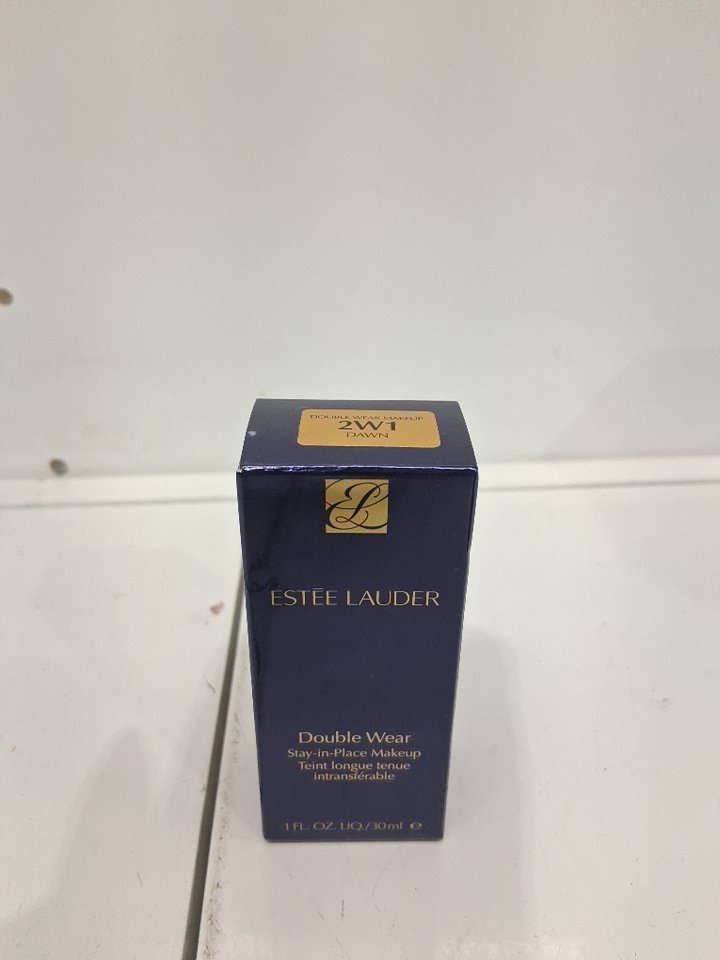 DOUBLE WEAR MAKEUP
2W1
DAWN
EL
ESTĒE LAUDER
Double Wear
Stay-in-Place Makeup
Teint longue tenue
intransférable
1 FL. OZ. LIQ./30 ml ℮